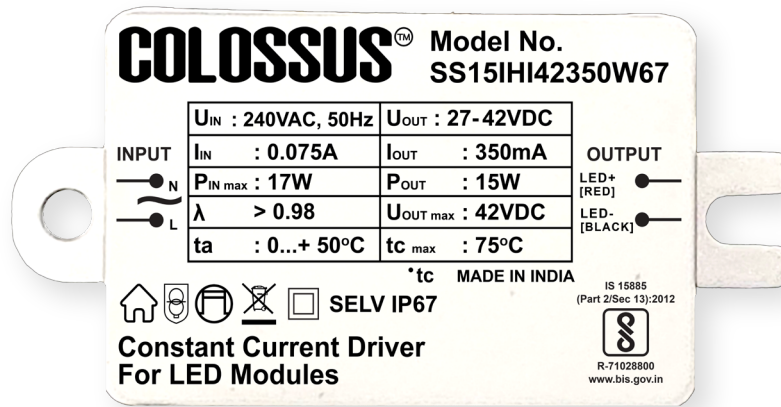 COLOSSUS™® Model No.
SS15IHI42350W67
UIN : 240VAC, 50Hz UOUT : 27-42VDC
INPUT IIN : 0.075A IOUT : 350mA OUTPUT
N PIN max : 17W POUT : 15W LED+
[RED]
L λ > 0.98 UOUT max : 42VDC LED-
[BLACK]
ta : 0...+ 50°C tc max : 75°C
•tc MADE IN INDIA
SELV IP67
IS 15885
(Part 2/Sec 13):2012
Constant Current Driver
For LED Modules
R-71028800
www.bis.gov.in